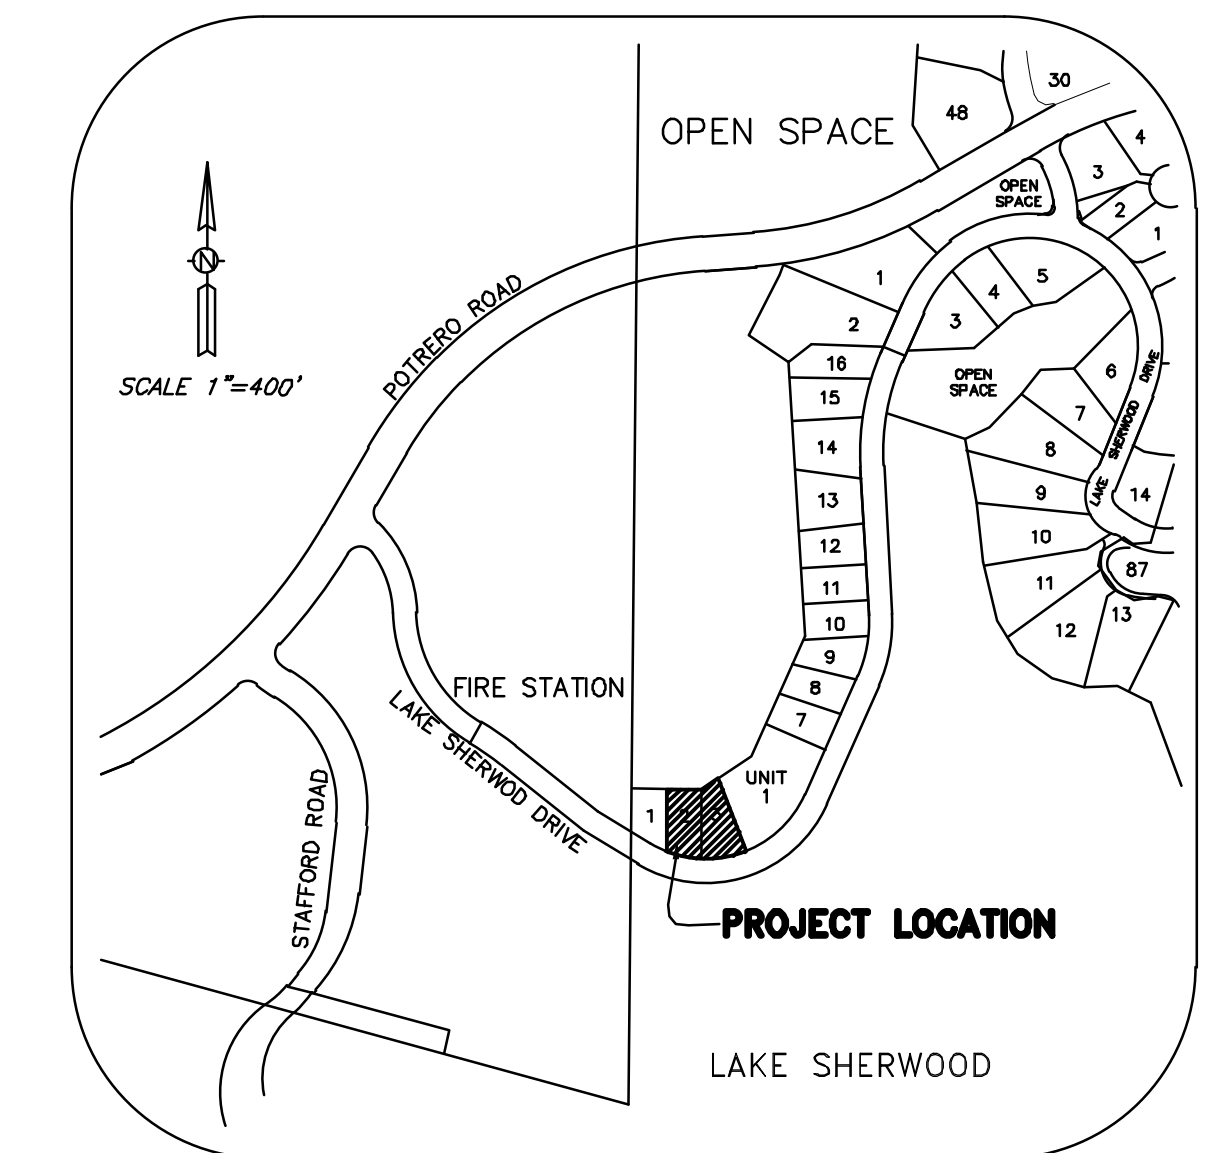 30
48
OPEN SPACE
4
3
OPEN
SPACE
2
1
N
1
5
4
3
2
POTRERO ROAD
SCALE 1"=400'
16
OPEN
SPACE
6
15
7
LAKE SHERWOOD DRIVE
14
8
13
9
14
12
10
11
87
11
10
13
12
9
8
FIRE STATION
7
LAKE SHERWOD DRIVE
UNIT
1
1
2
3
STAFFORD ROAD
PROJECT LOCATION
LAKE SHERWOOD